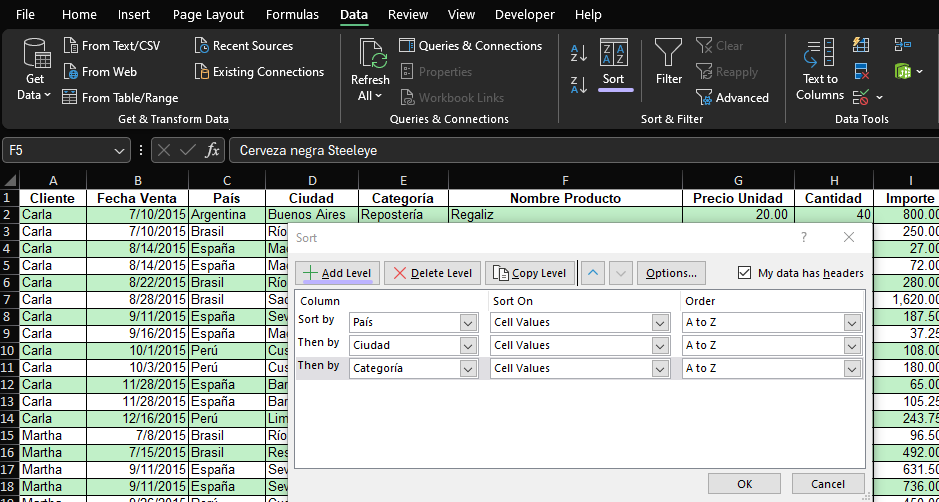 File Home Insert Page Layout Formulas Data Review View Developer Help
From Text/CSV Recent Sources Queries & Connections Clear
Get Data From Web Existing Connections Refresh All Properties Sort Filter Reapply Text to Columns
From Table/Range Workbook Links Advanced
Get & Transform Data Queries & Connections Sort & Filter Data Tools
F5 fx Cerveza negra Steeleye
A B C D E F G H I
1 Cliente Fecha Venta País Ciudad Categoría Nombre Producto Precio Unidad Cantidad Importe
2 Carla 7/10/2015 Argentina Buenos Aires Repostería Regaliz 20.00 40 800.00
3 Carla 7/10/2015 Brasil Río 250.00
4 Carla 8/14/2015 España Mad 27.00
5 Carla 8/14/2015 España Mad 72.00
6 Carla 8/22/2015 Brasil Río 280.00
7 Carla 8/28/2015 Brasil Sao 1,620.00
8 Carla 9/11/2015 España Sev 187.50
9 Carla 9/16/2015 España Mad 37.25
10 Carla 10/1/2015 Perú Cus 108.00
11 Carla 10/3/2015 Perú Cus 180.00
12 Carla 11/28/2015 España Bar 65.00
13 Carla 11/28/2015 España Bar 105.25
14 Carla 12/16/2015 Perú Lim 243.75
15 Martha 7/8/2015 Brasil Río 96.50
16 Martha 7/15/2015 Brasil Res 492.00
17 Martha 9/11/2015 España Sev 631.50
18 Martha 9/11/2015 España Sev 736.00
Sort ?
Add Level Delete Level Copy Level Options... My data has headers
Column Sort On Order
Sort by País Cell Values A to Z
Then by Ciudad Cell Values A to Z
Then by Categoría Cell Values A to Z
OK Cancel